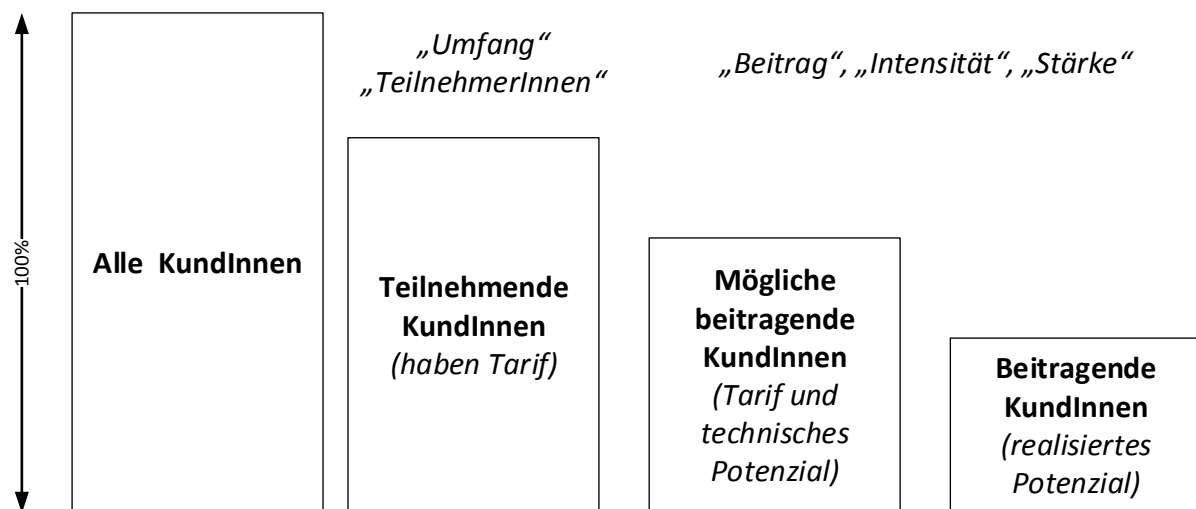 „Umfang“
„TeilnehmerInnen“
„Beitrag“, „Intensität“, „Stärke“
100%
Alle KundInnen
Teilnehmende
KundInnen
(haben Tarif)
Mögliche
beitragende
KundInnen
(Tarif und
technisches
Potenzial)
Beitragende
KundInnen
(realisiertes
Potenzial)